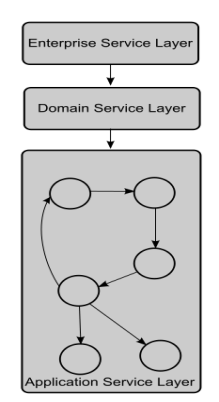 Enterprise Service Layer
Domain Service Layer
Application Service Layer